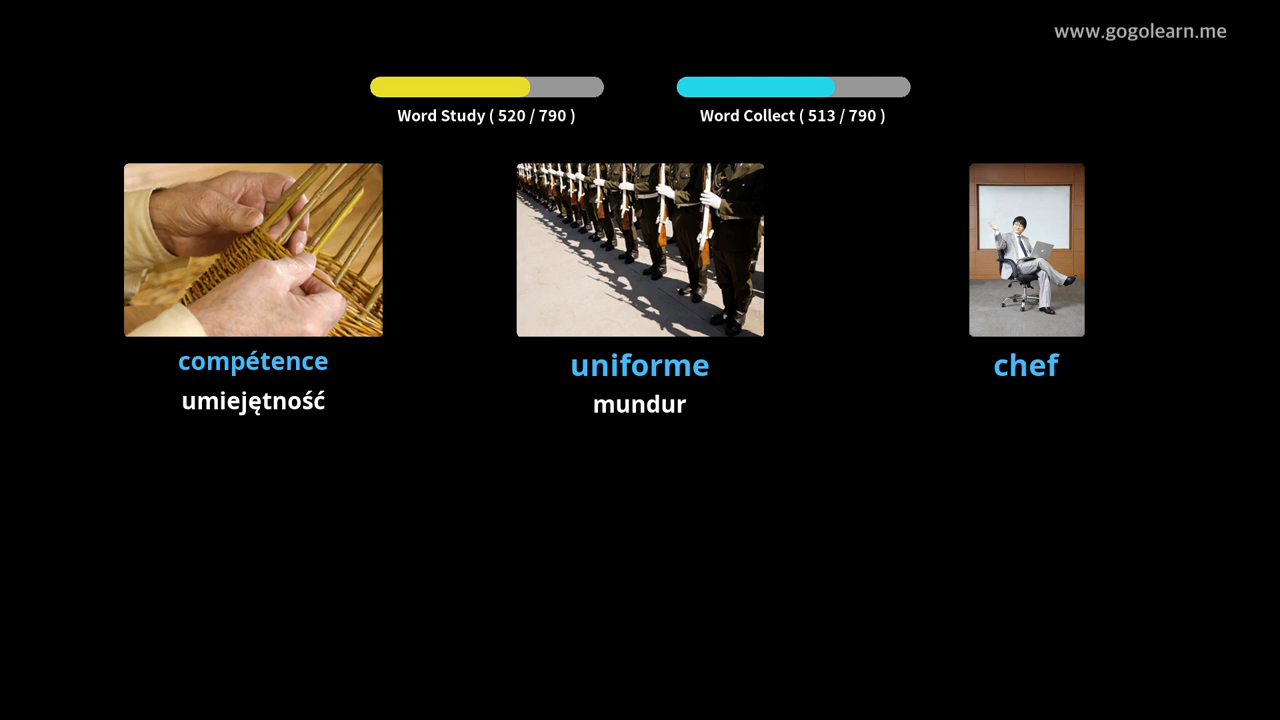 www.gogolearn.me
Word Study ( 520 / 790 )
Word Collect ( 513 / 790 )
compétence
umiejętność
uniforme
mundur
chef